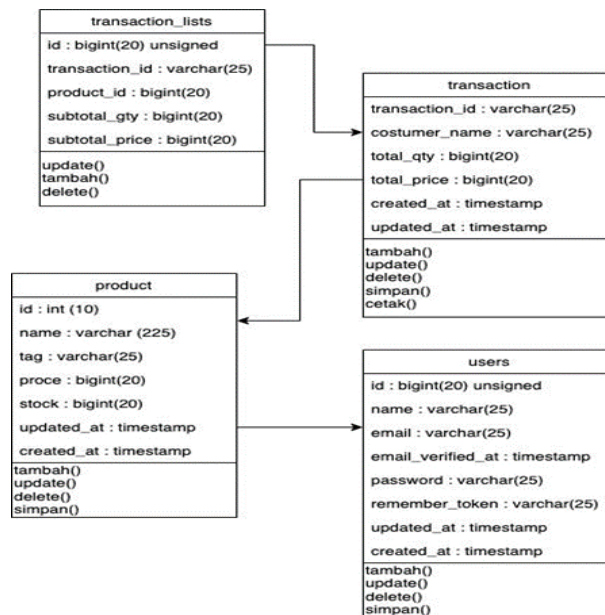 transaction_lists
id : bigint(20) unsigned
transaction_id : varchar(25)
product_id : bigint(20)
subtotal_gty : bigint(20)
subtotal_price : bigint(20)
update()
tambah()
delete()
transaction
transaction_id : varchar(25)
costumer_name : varchar(25)
total_qty : bigint(20)
total_price : bigint(20)
created_at : timestamp
updated_at : timestamp
tambah()
update()
delete()
simpan()
cetak()
product
id : int (10)
name : varchar (225)
tag : varchar(25)
proce : bigint(20)
stock : bigint(20)
updated_at : timestamp
created_at : timestamp
tambah()
update()
delete()
simpan()
users
id : bigint(20) unsigned
name : varchar(25)
email : varchar(25)
email_verified_at : timestamp
password : varchar(25)
remember_token : varchar(25)
updated_at : timestamp
created_at : timestamp
tambah()
update()
delete()
simpan()